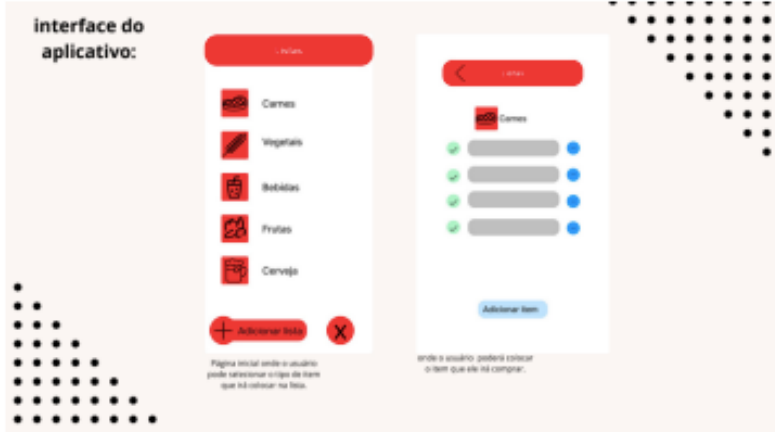 interface do
aplicativo:
Carnes
Vegetais
Bebidas
Frutas
Cerveja
+ Adicionar lista X
Página inicial onde o usuário
pode selecionar o tipo de item
que irá colocar na lista.
Carnes
Adicionar item
onde o usuário poderá colocar
o item que ele irá comprar.